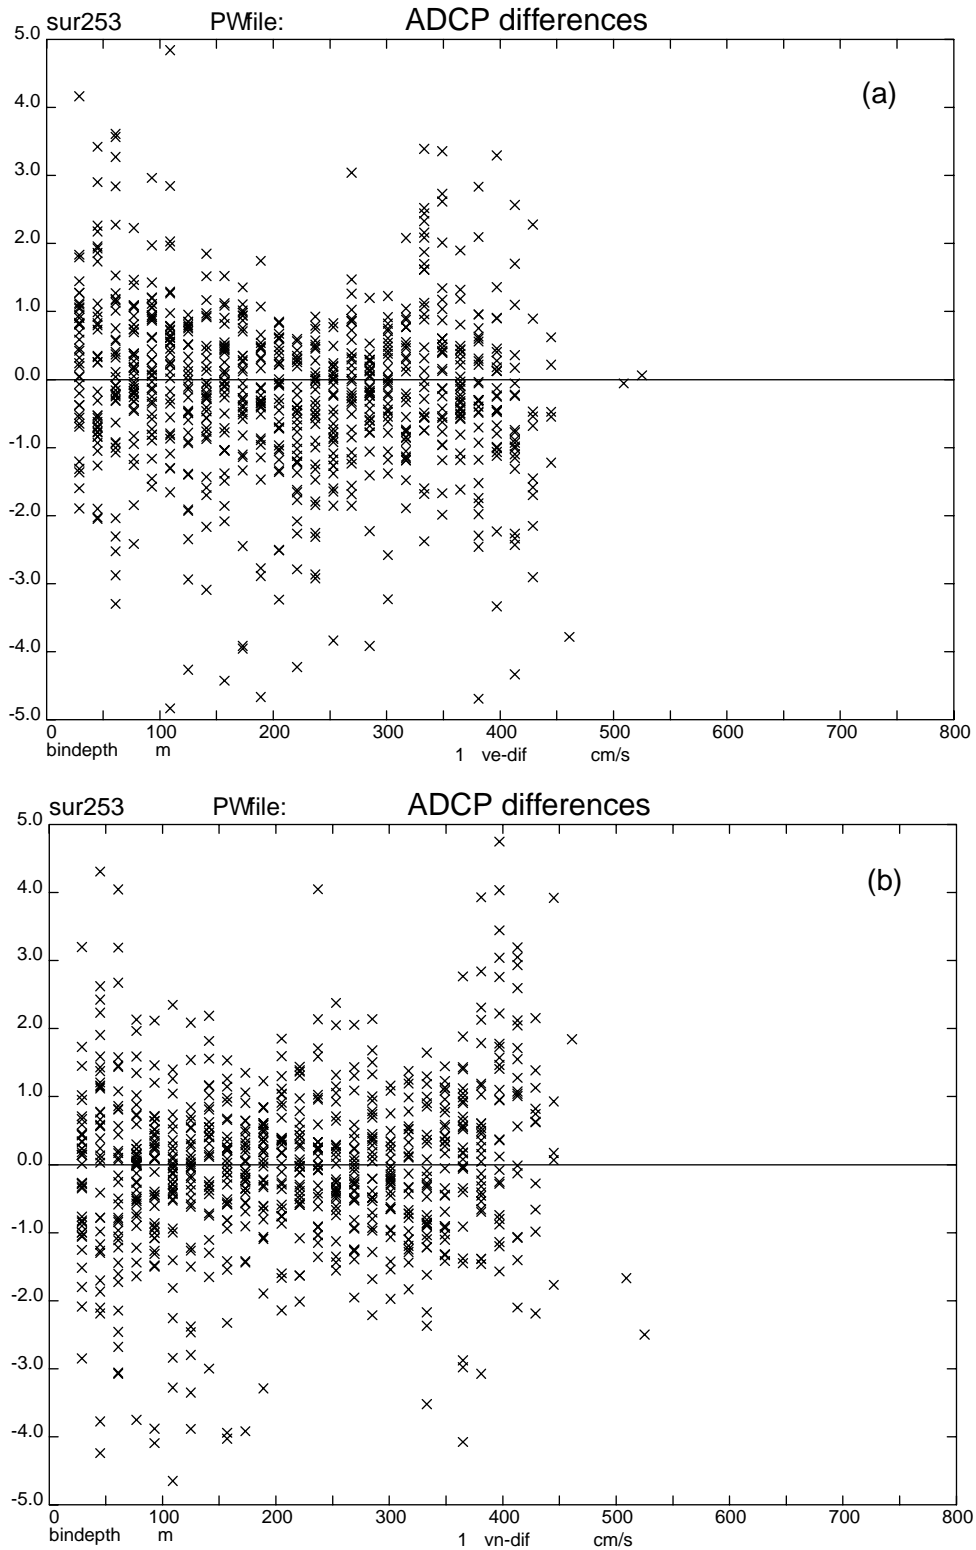 sur253 PWfile: ADCP differences
5.0
(a)
4.0
3.0
2.0
1.0
0.0
-1.0
-2.0
-3.0
-4.0
-5.0
0 100 200 300 400 500 600 700 800
bindepth m 1 ve-dif cm/s
sur253 PWfile: ADCP differences
5.0
(b)
4.0
3.0
2.0
1.0
0.0
-1.0
-2.0
-3.0
-4.0
-5.0
0 100 200 300 400 500 600 700 800
bindepth m 1 vn-dif cm/s